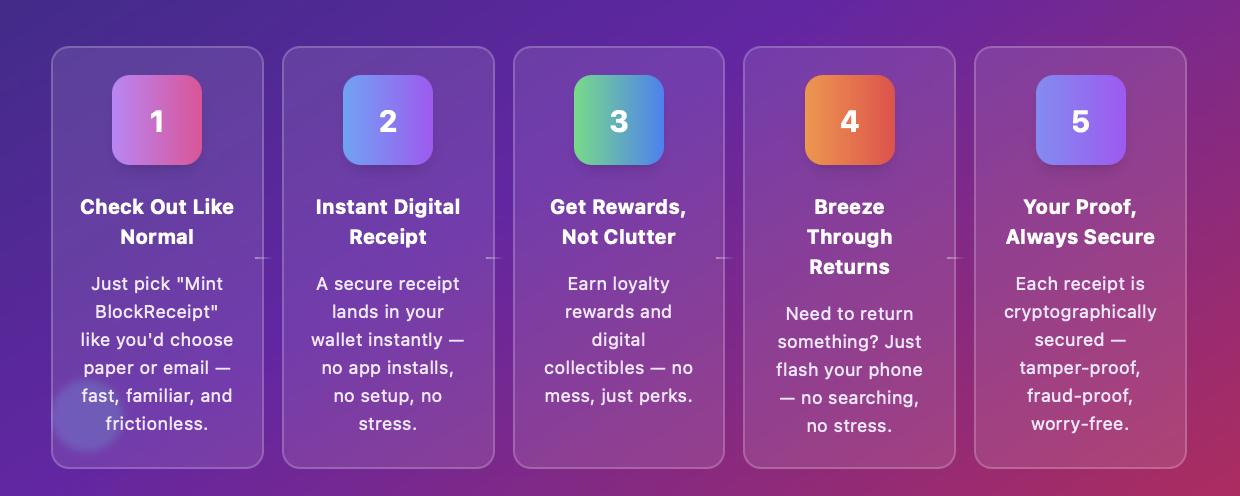 1
Check Out Like
Normal
Just pick "Mint
BlockReceipt"
like you'd choose
paper or email —
fast, familiar, and
frictionless.
2
Instant Digital
Receipt
A secure receipt
lands in your
wallet instantly —
no app installs,
no setup, no
stress.
3
Get Rewards,
Not Clutter
Earn loyalty
rewards and
digital
collectibles — no
mess, just perks.
4
Breeze
Through
Returns
Need to return
something? Just
flash your phone
— no searching,
no stress.
5
Your Proof,
Always Secure
Each receipt is
cryptographically
secured —
tamper-proof,
fraud-proof,
worry-free.